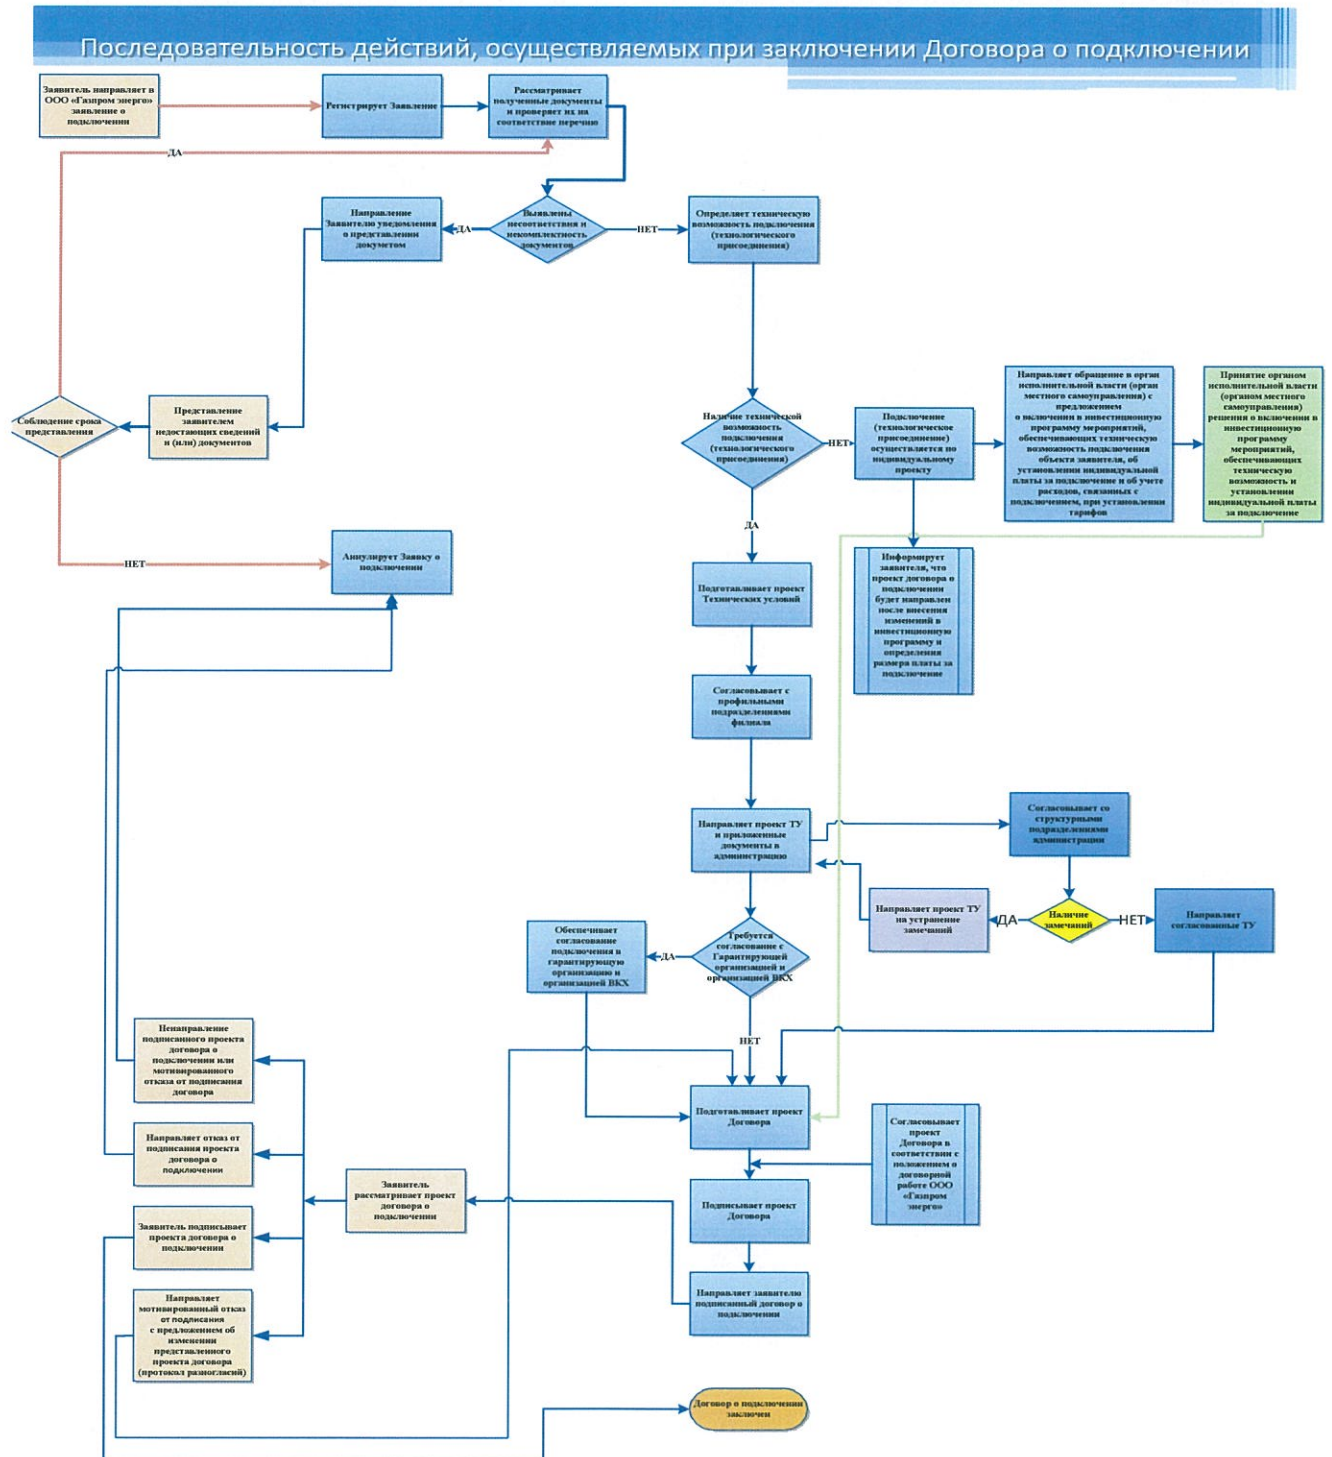 Последовательность действий, осуществляемых при заключении Договора о подключении
Заявитель направляет в
ООО «Газпром энерго»
заявление о
подключении
Регистрирует Заявление
Рассматривает
полученные документы
и проверяет их на
соответствие перечню
ДА
Направление
Заявителю уведомления
о представлении
документом
ДА
Выявлены
несоответствия и
некомплектность
документов
НЕТ
Определяет техническую
возможность подключения
(технологического
присоединения)
Соблюдение срока
представления
Представление
заявителем
недостающих сведений
и (или) документов
Наличие технической
возможность
подключения
(технологического
присоединения)
НЕТ
Подключение
(технологическое
присоединение)
осуществляется по
индивидуальному
проекту
Направляет обращение в орган
исполнительной власти (орган
местного самоуправления) с
предложением
о включении в инвестиционную
программу мероприятий,
обеспечивающих техническую
возможность подключения
объекта заявителя, об
установлении индивидуальной
платы за подключение и об учете
расходов, связанных с
подключением, при установлении
тарифов
Принятие органом
исполнительной власти
(органом местного
самоуправления)
решения о включении в
инвестиционную
программу
мероприятий,
обеспечивающих
техническую
возможность и
установлении
индивидуальной платы
за подключение
ДА
НЕТ
Аннулирует Заявку о
подключении
Подготавливает проект
Технических условий
Информирует
заявителя, что
проект договора о
подключении
будет направлен
после внесения
изменений в
инвестиционную
программу и
определения
размера платы за
подключение
Согласовывает с
профильными
подразделениями
филиала
Направляет проект ТУ
и приложенные
документы в
администрацию
Согласовывает со
структурными
подразделениями
администрации
Направляет проект ТУ
на устранение
замечаний
ДА
Наличие
замечаний
НЕТ
Направляет
согласованные ТУ
Обеспечивает
согласование
подключения в
гарантирующую
организацию и
организацией ВКХ
ДА
Требуется
согласование с
Гарантирующей
организацией и
организацией ВКХ
НЕТ
Ненаправление
подписанного проекта
договора о
подключении или
мотивированного
отказа от подписания
договора
Подготавливает проект
Договора
Согласовывает
проект
Договора в
соответствии с
положением о
договорной
работе ООО
«Газпром
энерго»
Направляет отказ от
подписания проекта
договора о
подключении
Заявитель
рассматривает проект
договора о
подключении
Подписывает проект
Договора
Заявитель подписывает
проекта договора о
подключении
Направляет заявителю
подписанный договор о
подключении
Направляет
мотивированный отказ
от подписания
с предложением об
изменении
представленного
проекта договора
(протокол разногласий)
Договор о подключении
заключен